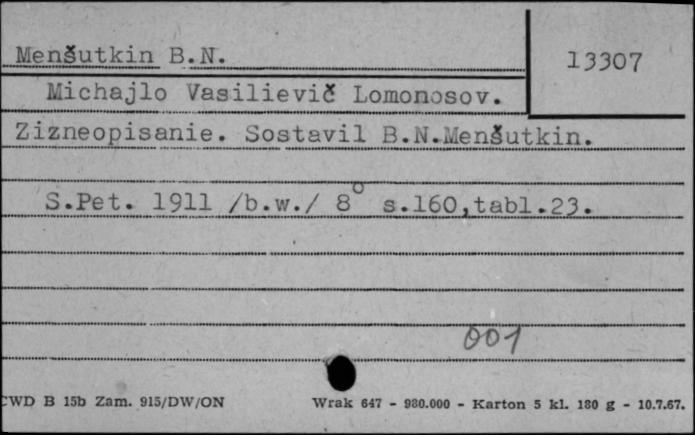 Menšutkin B.N.
13307
Michajlo Vasilievič Lomonosov.
Zizneopisanie. Sostavil B.N.Menšutkin.
S.Pet. 1911 /b.w./ 8° s.160,tabl.23.
001
CWD B 15b Zam. 915/DW/ON Wrak 647 - 980.000 - Karton 5 kl. 180 g - 10.7.67.